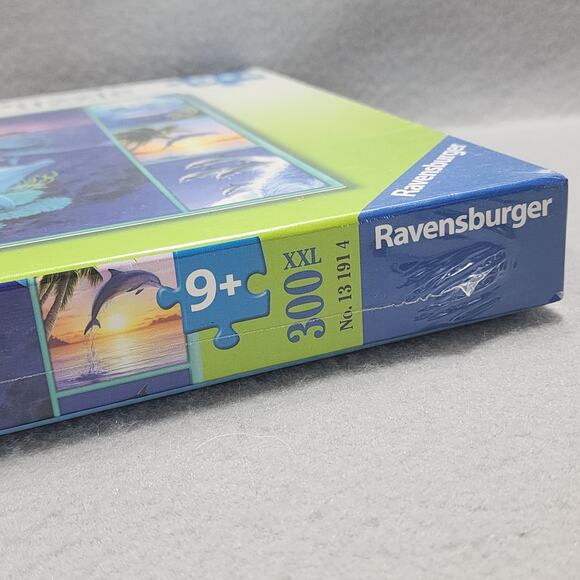 Ravensburger
Ravensburger
9+
XXL
300
No. 13 191 4